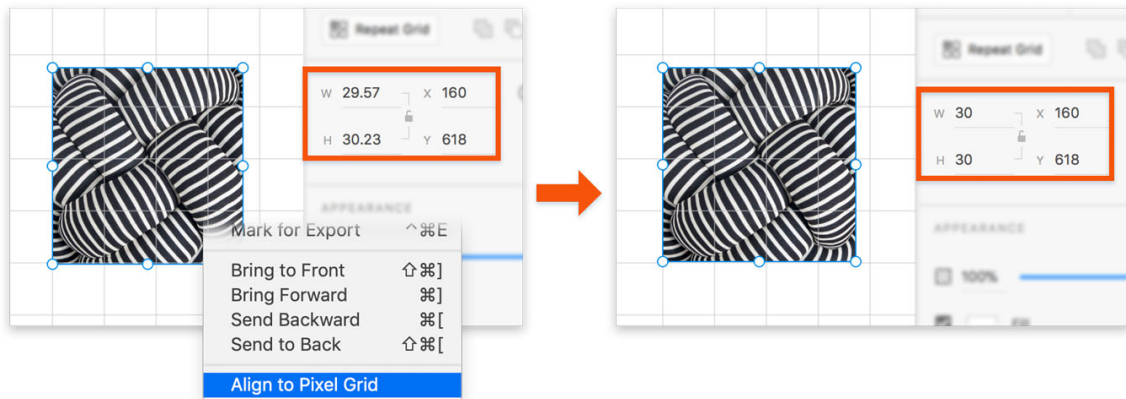 Repeat Grid
W 29.57 X 160
H 30.23 Y 618
APPEARANCE
Mark for Export ^⌘E
Bring to Front ⇧⌘]
Bring Forward ⌘]
Send Backward ⌘[
Send to Back ⇧⌘[
Align to Pixel Grid
Repeat Grid
W 30 X 160
H 30 Y 618
APPEARANCE
100%
Fill